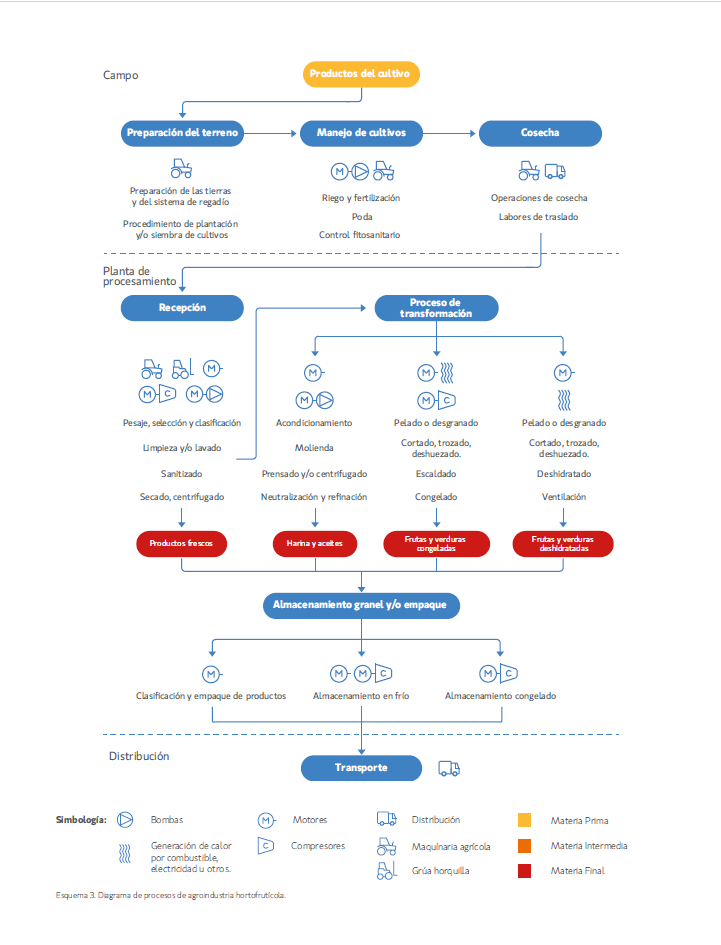 Campo
Productos del cultivo
Preparación del terreno
Manejo de cultivos
Cosecha
M
Preparación de las tierras
y del sistema de regadío
Procedimiento de plantación
y/o siembra de cultivos
Riego y fertilización
Poda
Control fitosanitario
Operaciones de cosecha
Labores de traslado
Planta de
procesamiento
Recepción
Proceso de
transformación
M
M C M
Pesaje, selección y clasificación
Limpieza y/o lavado
Sanitizado
Secado, centrifugado
M
M
Acondicionamiento
Molienda
Prensado y/o centrifugado
Neutralización y refinación
M
M C
Pelado o desgranado
Cortado, trozado,
deshuezado.
Escaldado
Congelado
M
Pelado o desgranado
Cortado, trozado,
deshuezado.
Deshidratado
Ventilación
Productos frescos
Harina y aceites
Frutas y verduras
congeladas
Frutas y verduras
deshidratadas
Almacenamiento granel y/o empaque
M
Clasificación y empaque de productos
M M C
Almacenamiento en frío
M C
Almacenamiento congelado
Distribución
Transporte
Simbología:
Bombas
Generación de calor
por combustible,
electricidad u otros.
M Motores
C Compresores
Distribución
Maquinaria agrícola
Grúa horquilla
Materia Prima
Materia Intermedia
Materia Final
Esquema 3. Diagrama de procesos de agroindustria hortofrutícola.